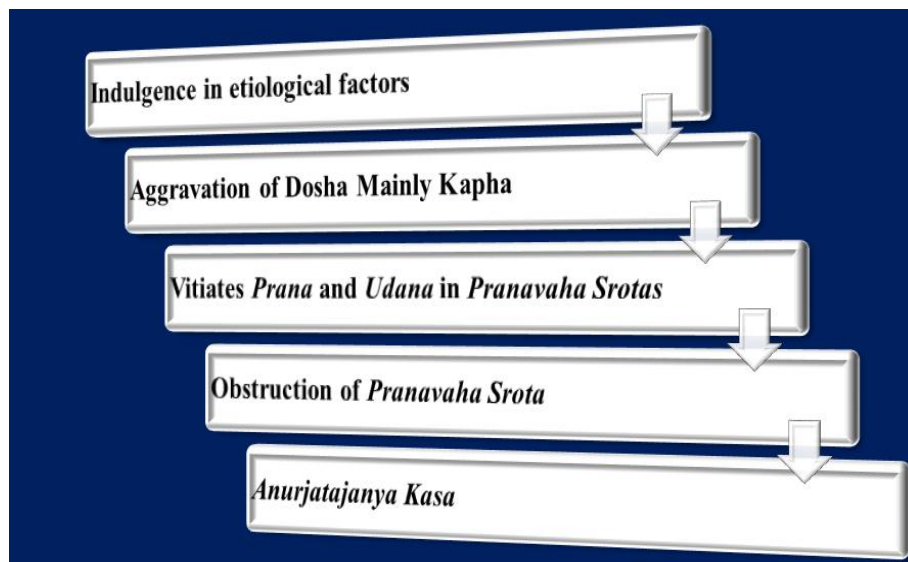 Indulgence in etiological factors
Aggravation of Dosha Mainly Kapha
Vitiates Prana and Udana in Pranavaha Srotas
Obstruction of Pranavaha Srota
Anurjatajanya Kasa